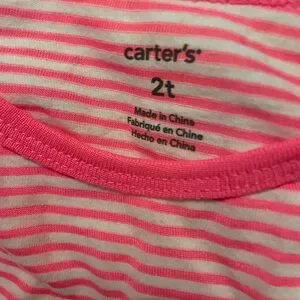 carter's
2t
Made in China
Fabriqué en Chine
Hecho en China